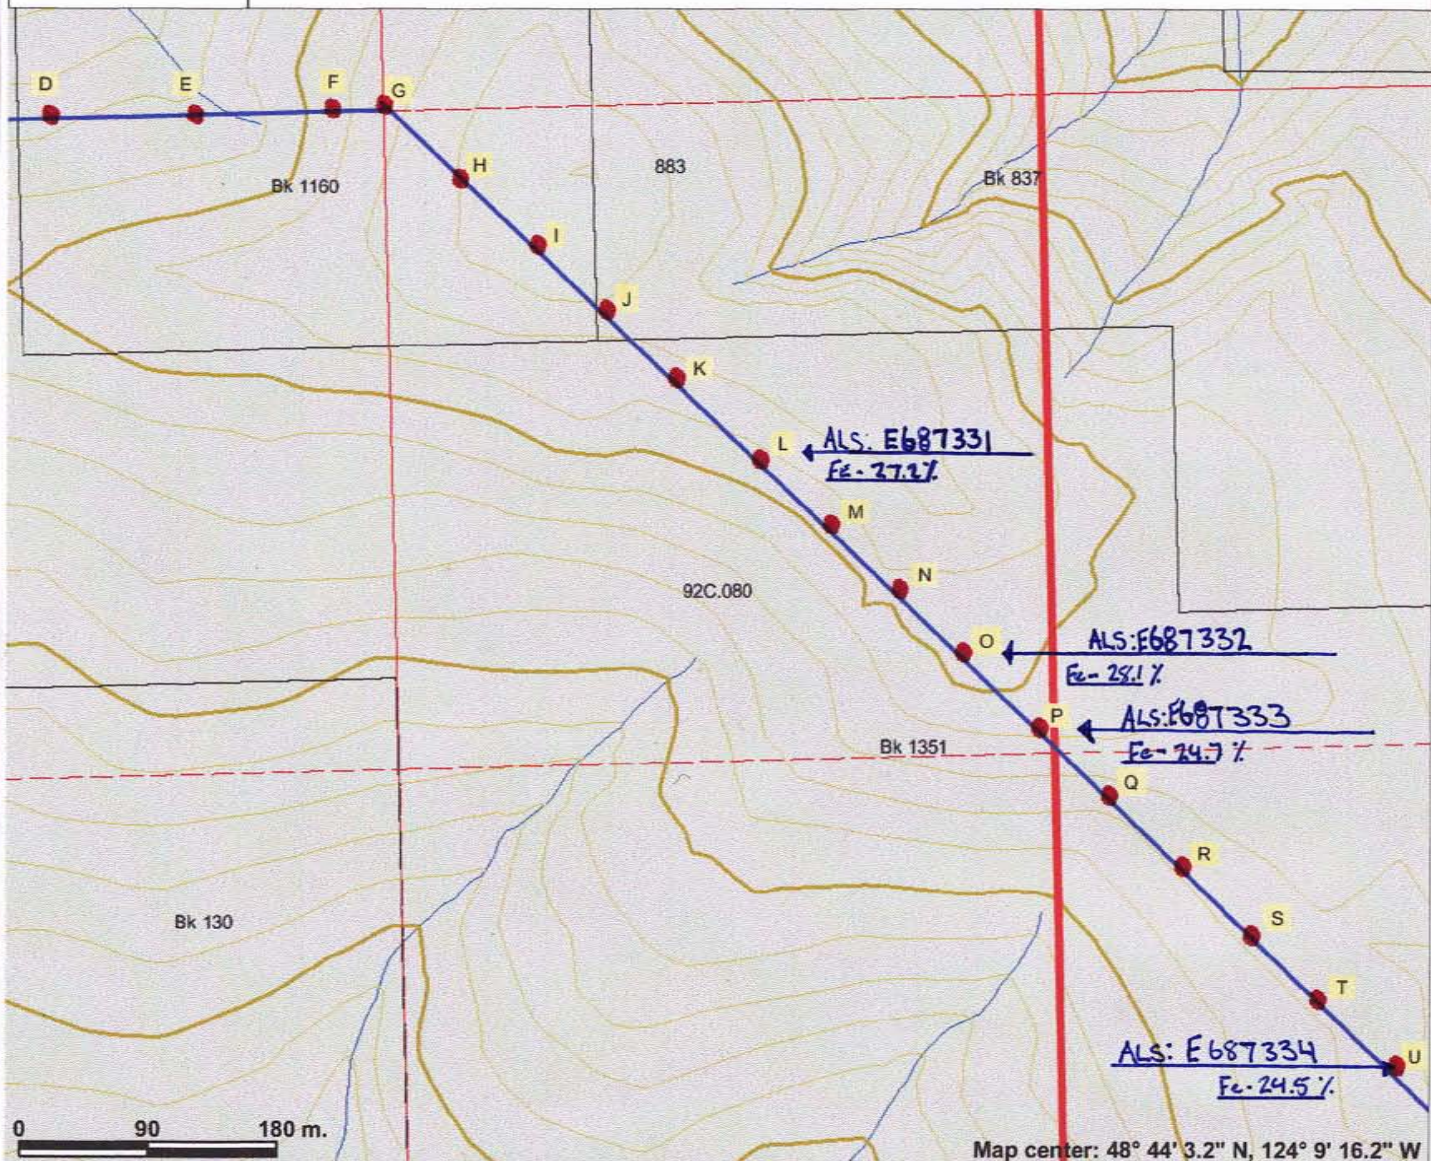 D
E
F
G
H
883
Bk 837
Bk 1160
I
J
K
L
ALS. E687331
Fe - 27.2%
M
N
92C.080
O
ALS:E687332
Fe - 28.1 %
P
ALS:E687333
Fe - 24.7 %
Bk 1351
Q
R
Bk 130
S
T
ALS: E687334
U
Fe - 24.5 %
0 90 180 m.
Map center: 48° 44' 3.2" N, 124° 9' 16.2" W